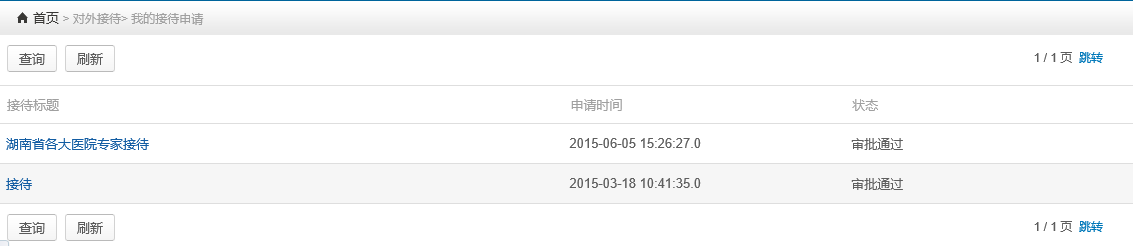 首页 > 对外接待> 我的接待申请
查询 刷新 1 / 1 页 跳转
接待标题 申请时间 状态
湖南省各大医院专家接待 2015-06-05 15:26:27.0 审批通过
接待 2015-03-18 10:41:35.0 审批通过
查询 刷新 1 / 1 页 跳转